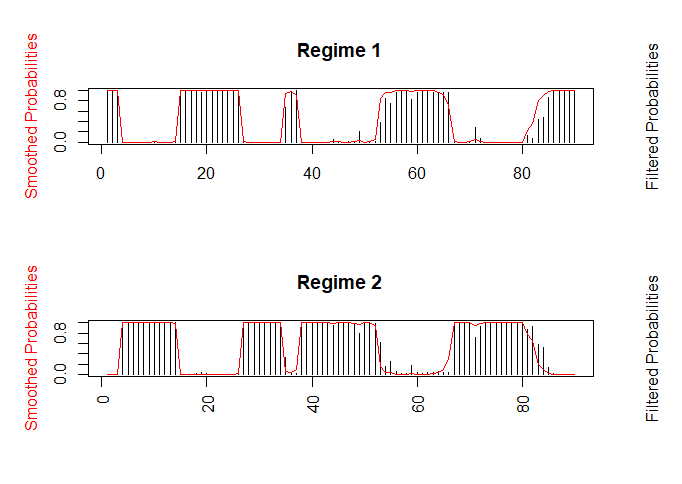 Regime 1
Smoothed Probabilities
0.0 0.8
0 20 40 60 80
Filtered Probabilities
Regime 2
Smoothed Probabilities
0.0 0.8
0 20 40 60 80
Filtered Probabilities